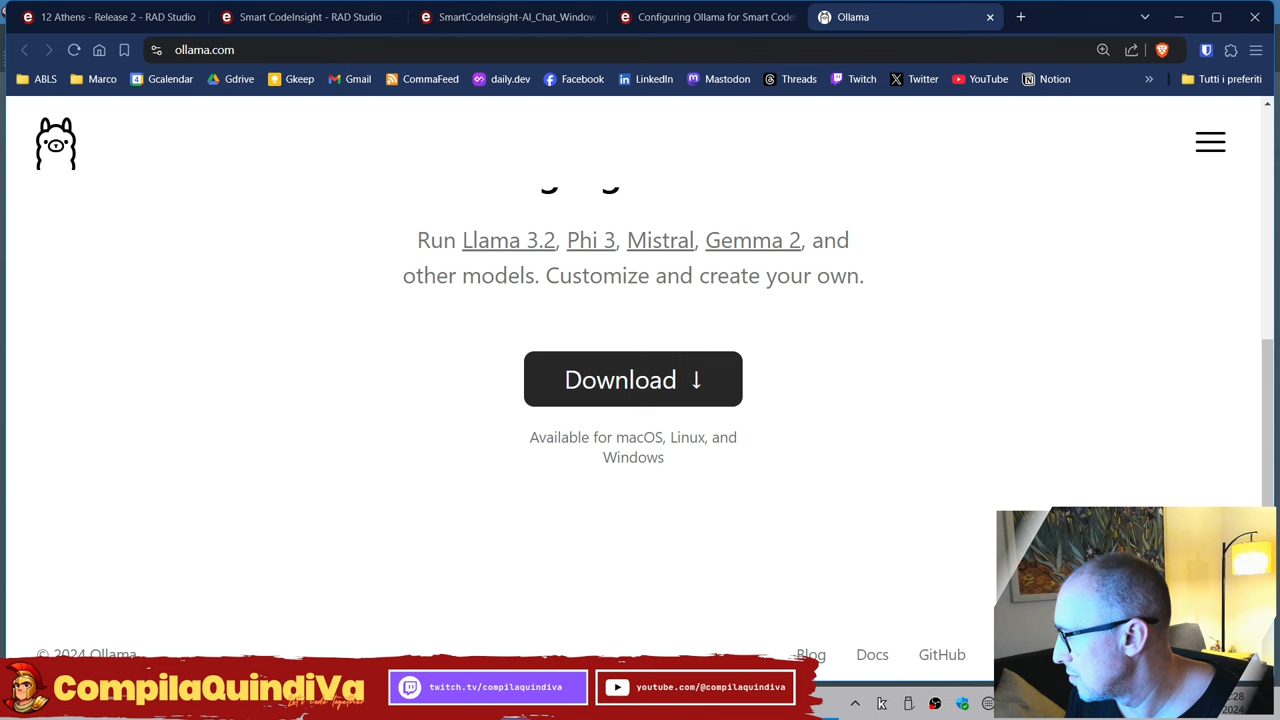 12 Athens - Release 2 - RAD Studio
Smart CodeInsight - RAD Studio
SmartCodeInsight-AI_Chat_Window
Configuring Ollama for Smart Code
Ollama
ollama.com
ABLS
Marco
Gcalendar
Gdrive
Gkeep
Gmail
CommaFeed
daily.dev
Facebook
LinkedIn
Mastodon
Threads
Twitch
Twitter
YouTube
Notion
Tutti i preferiti
Run Llama 3.2, Phi 3, Mistral, Gemma 2, and
other models. Customize and create your own.
Download ↓
Available for macOS, Linux, and
Windows
© 2024 Ollama
Blog
Docs
GitHub
CompilaQuindiVa
Let's code Together
twitch.tv/compilaquindiva
youtube.com/@compilaquindiva